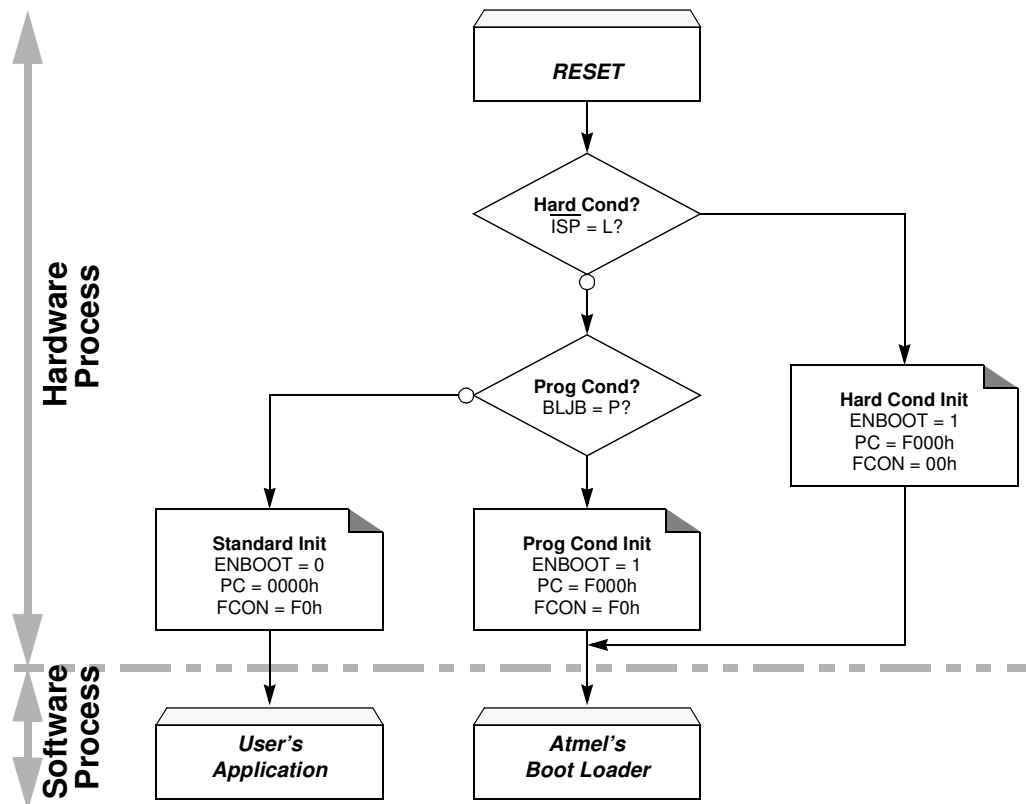 RESET
Hard Cond?
ISP = L?
Prog Cond?
BLJB = P?
Hard Cond Init
ENBOOT = 1
PC = F000h
FCON = 00h
Standard Init
ENBOOT = 0
PC = 0000h
FCON = F0h
Prog Cond Init
ENBOOT = 1
PC = F000h
FCON = F0h
Hardware
Process
Software
Process
User's
Application
Atmel's
Boot Loader